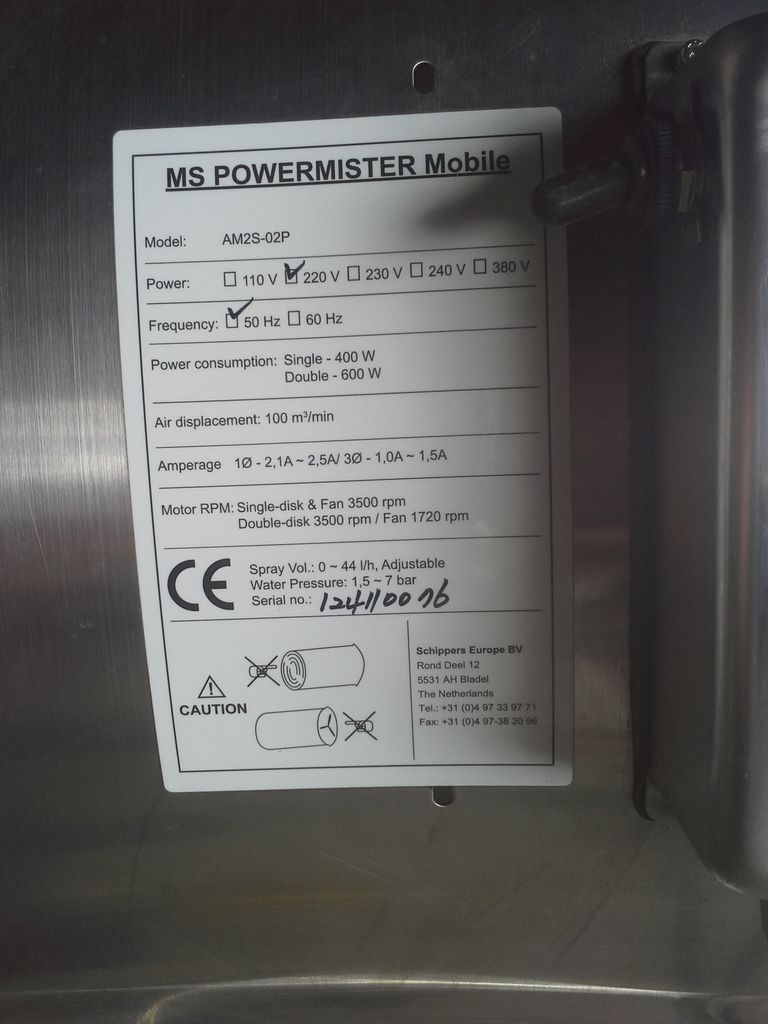 MS POWERMISTER Mobile
Model: AM2S-02P
Power: ☐ 110 V ☑ 220 V ☐ 230 V ☐ 240 V ☐ 380 V
Frequency: ☑ 50 Hz ☐ 60 Hz
Power consumption: Single - 400 W
Double - 600 W
Air displacement: 100 m³/min
Amperage 1Ø - 2,1A ~ 2,5A/ 3Ø - 1,0A ~ 1,5A
Motor RPM: Single-disk & Fan 3500 rpm
Double-disk 3500 rpm / Fan 1720 rpm
CE
Spray Vol.: 0 ~ 44 l/h, Adjustable
Water Pressure: 1,5 ~ 7 bar
Serial no.: 124110076
CAUTION
Schippers Europe BV
Rond Deel 12
5531 AH Bladel
The Netherlands
Tel.: +31 (0)4 97 33 97 71
Fax: +31 (0)4 97-38 20 96